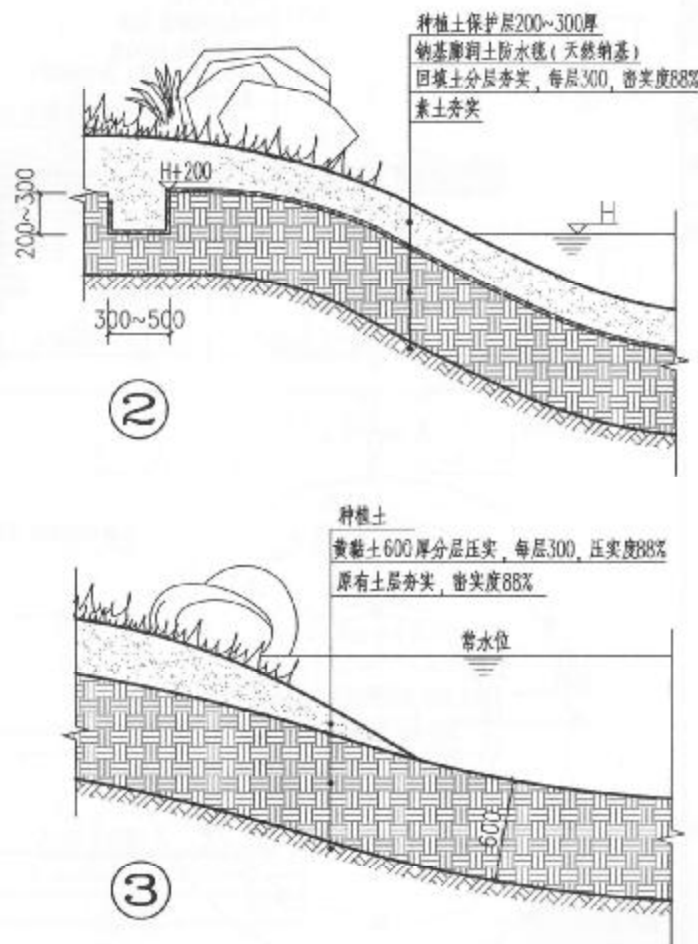 种植土保护层200~300厚
钠基膨润土防水毯(天然纳基)
回填土分层夯实,每层300,密实度88%
素土夯实
H+200
H
200~300
300~500
2
种植土
黄黏土600厚分层压实,每层300,压实度88%
原有土层夯实,密实度88%
常水位
600
3